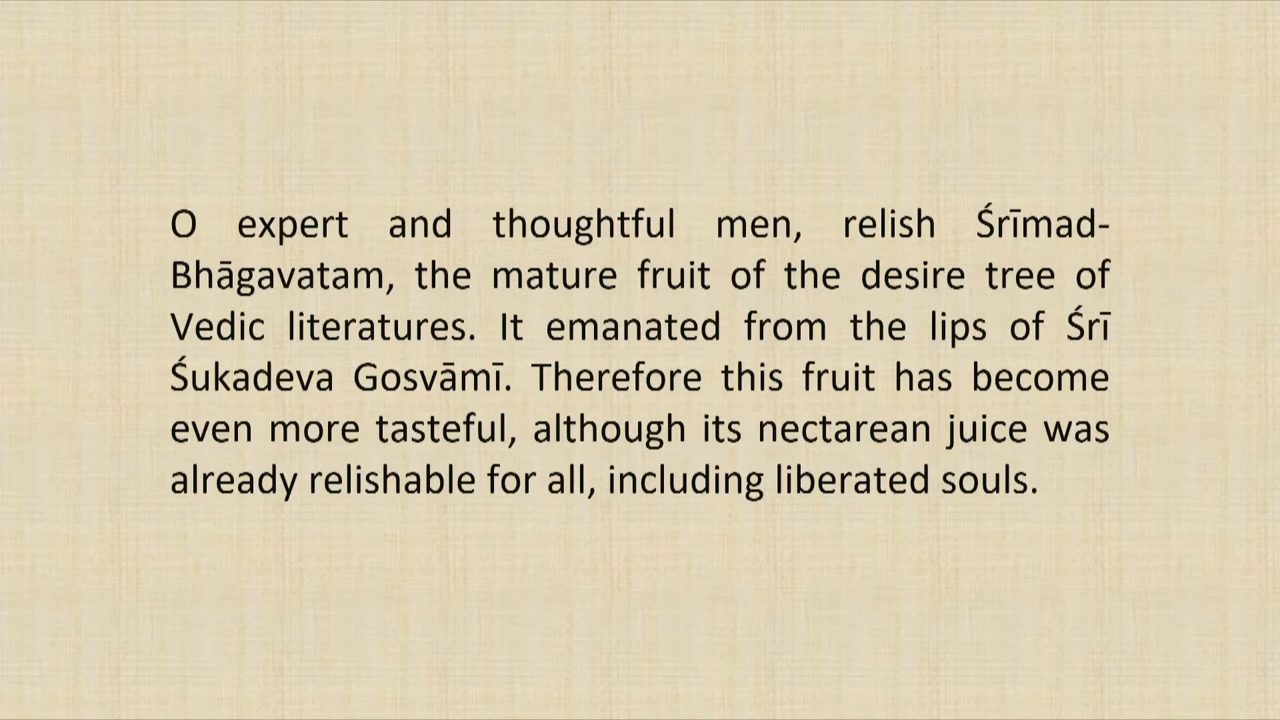 O expert and thoughtful men, relish Śrīmad-
Bhāgavatam, the mature fruit of the desire tree of
Vedic literatures. It emanated from the lips of Śrī
Śukadeva Gosvāmī. Therefore this fruit has become
even more tasteful, although its nectarean juice was
already relishable for all, including liberated souls.